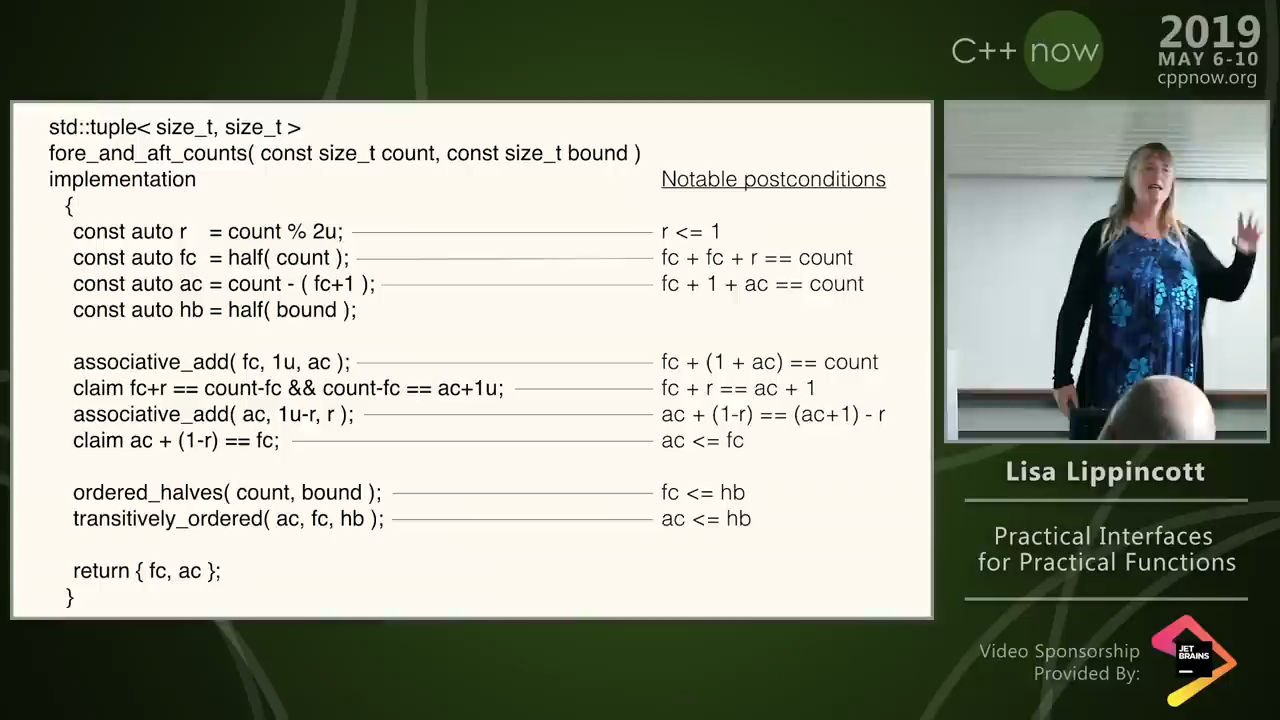 C++ now
2019
MAY 6-10
cppnow.org
std::tuple< size_t, size_t >
fore_and_aft_counts( const size_t count, const size_t bound )
implementation
Notable postconditions
{
const auto r = count % 2u;
r <= 1
const auto fc = half( count );
fc + fc + r == count
const auto ac = count - ( fc+1 );
fc + 1 + ac == count
const auto hb = half( bound );
associative_add( fc, 1u, ac );
fc + (1 + ac) == count
claim fc+r == count-fc && count-fc == ac+1u;
fc + r == ac + 1
associative_add( ac, 1u-r, r );
ac + (1-r) == (ac+1) - r
claim ac + (1-r) == fc;
ac <= fc
ordered_halves( count, bound );
fc <= hb
transitively_ordered( ac, fc, hb );
ac <= hb
return { fc, ac };
}
Lisa Lippincott
Practical Interfaces
for Practical Functions
Video Sponsorship
Provided By:
JET
BRAINS